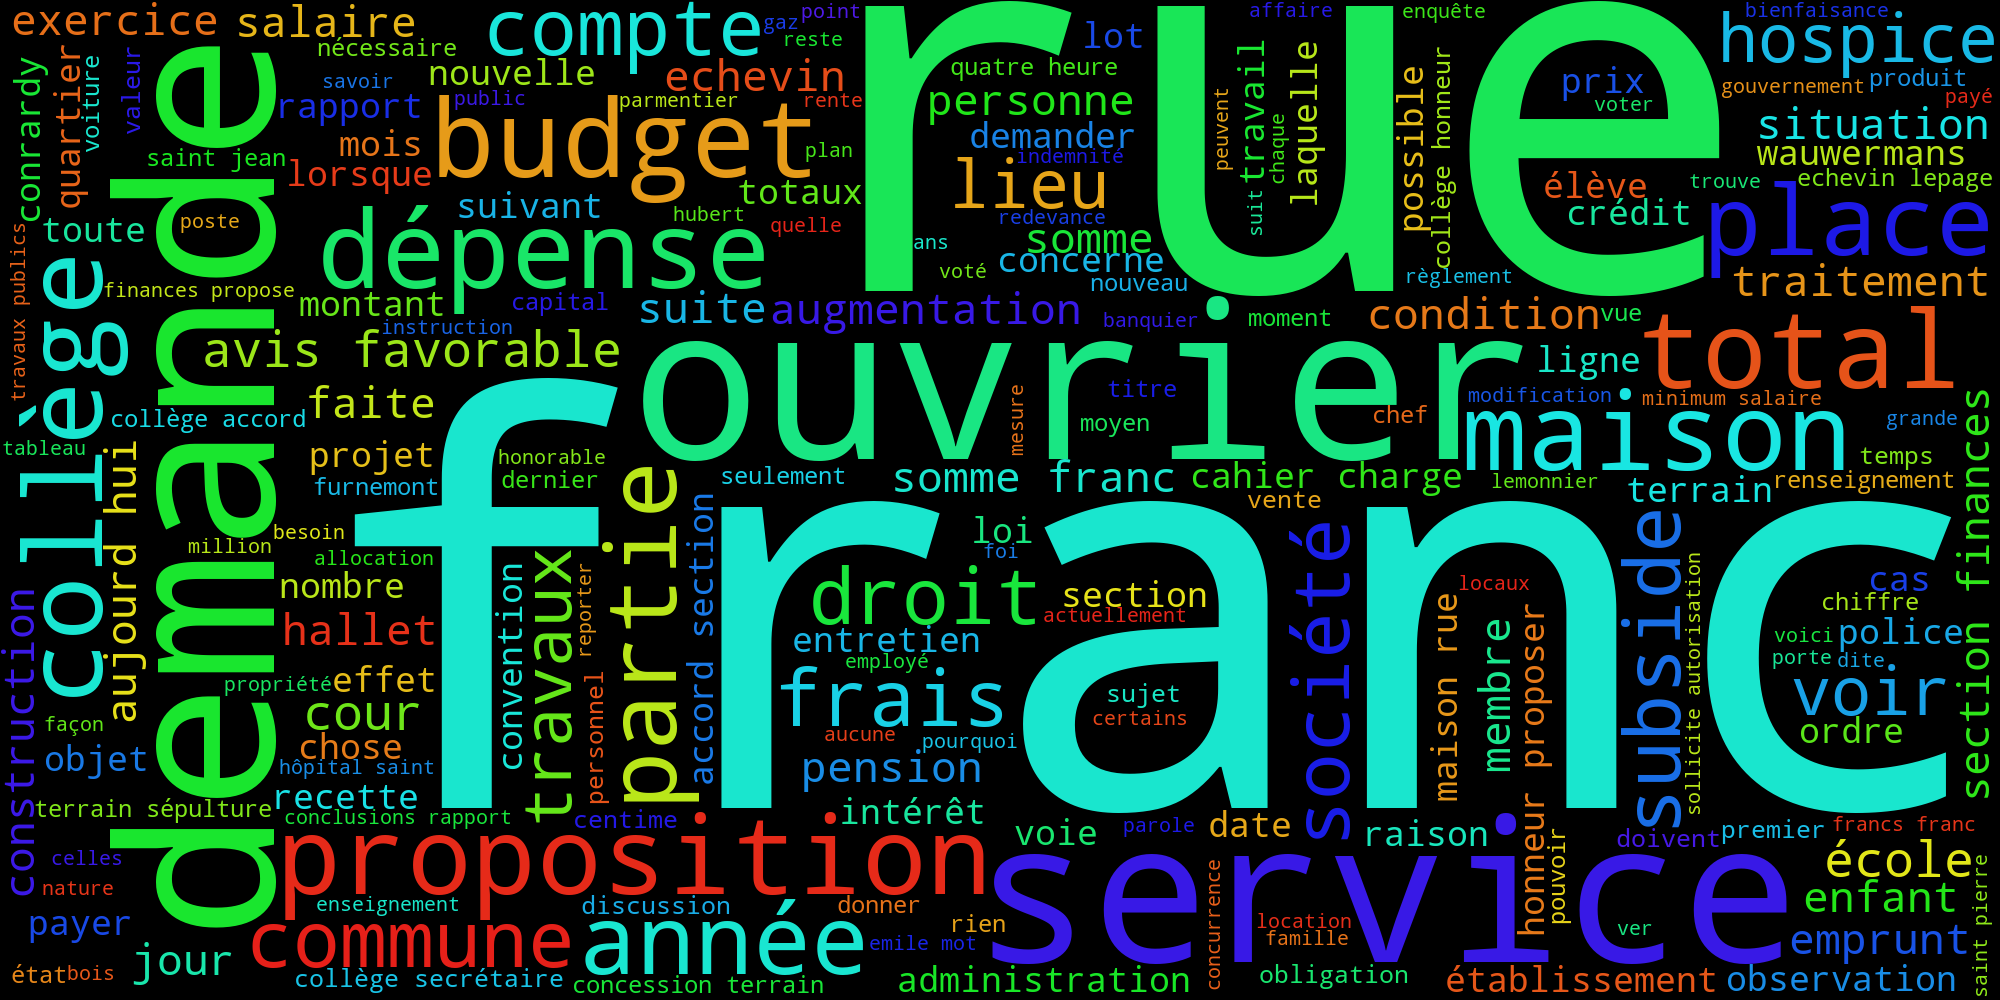 exercice salaire compte gaz point rue affaire enquête bienfaisance
nécessaire reste lot hospice
conrardy quartier voiture valeur demande savoir nouvelle echevin quatre heure travail laquelle possible collège honneur prix produit
rapport public budget parmentier rente personne peuvent chaque voter gouvernement payé
mois plan demander situation
saint jean lorsque indemnité lieu wauwermans
totaux élève trouve echevin lepage
toute poste suivant hubert quelle redevance suit crédit place
travaux publics collège dépense ans somme
concerne voté règlement traitement
finances propose montant capital suite augmentation nouveau
instruction banquier moment condition vue total
avis favorable ouvrier ligne
collège accord faite titre modification minimum salaire
mesure moyen chef maison grande
tableau aujourd hui projet honorable franc partie
furnemont dernier seulement somme franc cahier charge lemonnier temps
terrain renseignement section finances
besoin accord section vente
million allocation convention travaux reporter loi foi société subside sollicite autorisation
construction nombre droit section locaux cas
hallet actuellement maison rue membre honneur proposer chiffre
entretien voici police
propriété effet personnel employé porte dite
façon cour frais sujet voir
objet chose aucune pourquoi certains ordre
hôpital saint pension
terrain sépulture recette
conclusions rapport centime intérêt voie parole date raison doivent premier francs franc
celles proposition service pouvoir école
nature enseignement discussion donner concurrence enfant saint pierre
payer commune année rien location ver
jour emile mot famille emprunt
état bois collège secrétaire concession terrain administration obligation établissement observation